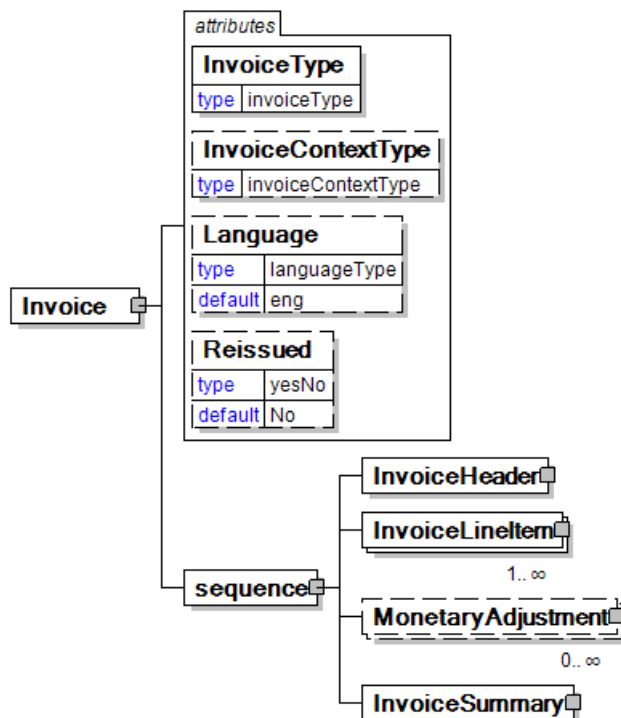 attributes
InvoiceType
type invoiceType
InvoiceContextType
type invoiceContextType
Language
type languageType
default eng
Invoice
Reissued
type yesNo
default No
InvoiceHeader
InvoiceLineItem
1.. ∞
sequence
MonetaryAdjustment
0.. ∞
InvoiceSummary